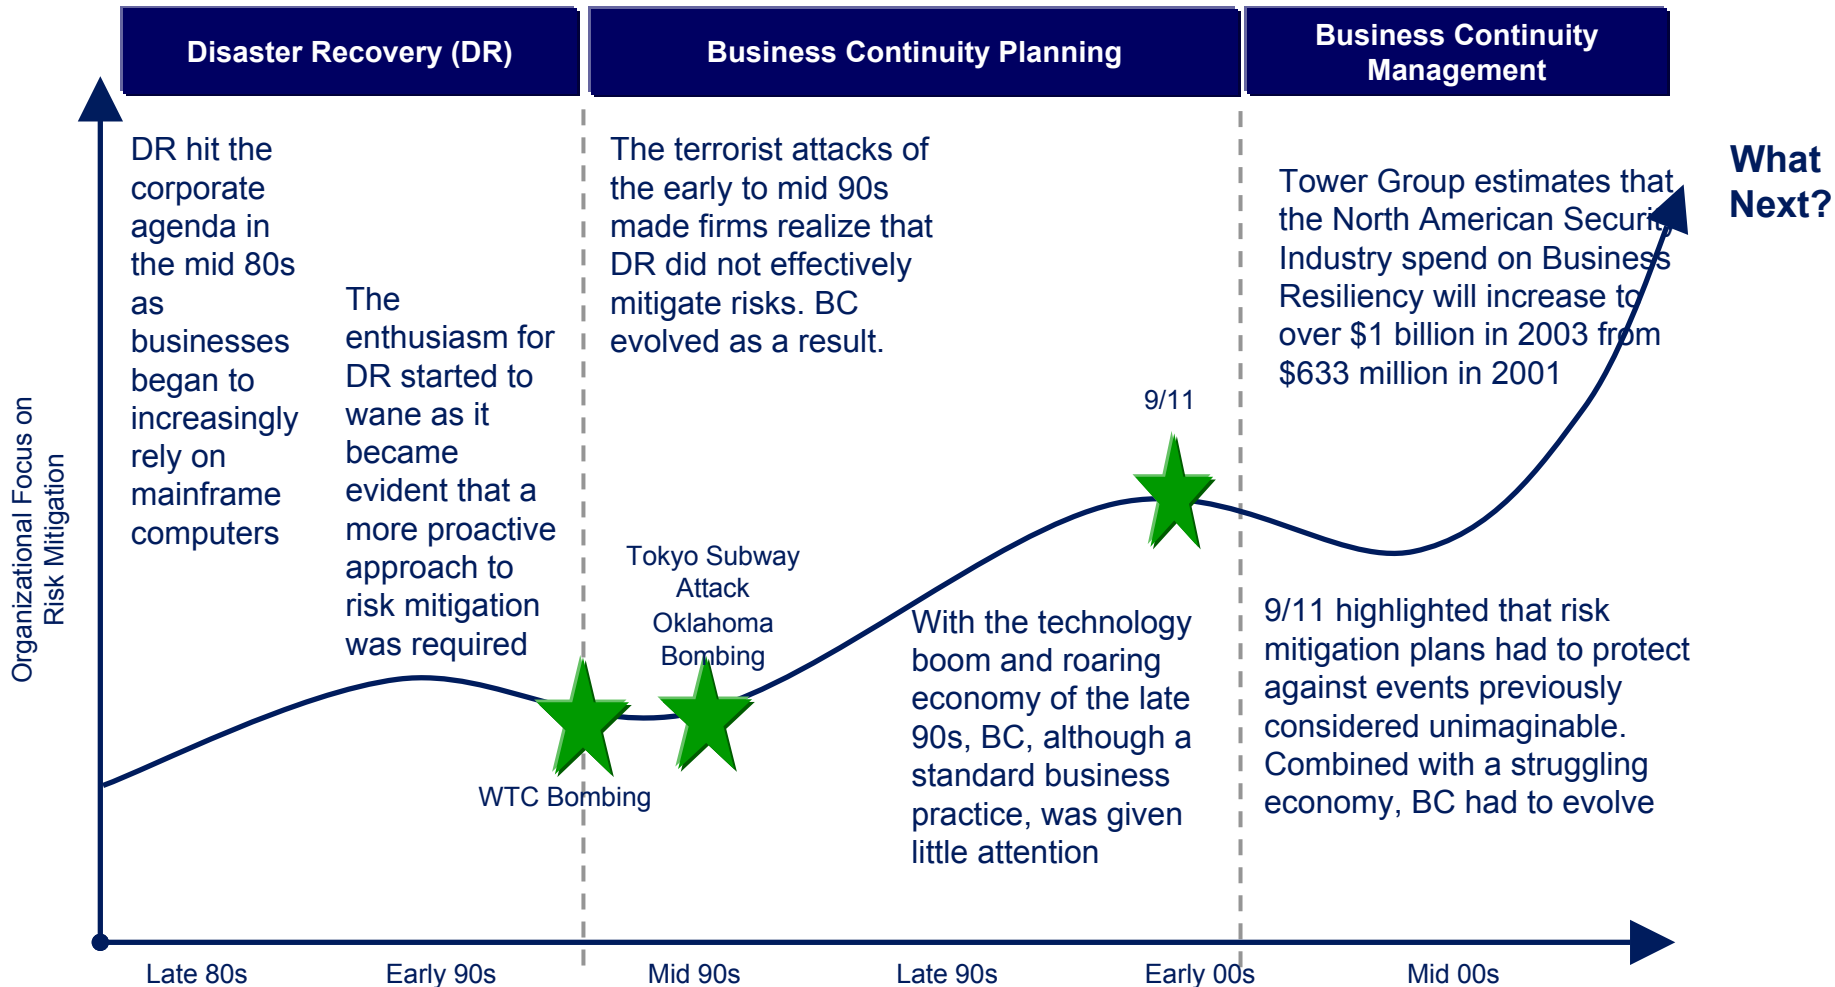 Disaster Recovery (DR)
Business Continuity Planning
Business Continuity
Management
DR hit the
corporate
agenda in
the mid 80s
as
businesses
began to
increasingly
rely on
mainframe
computers
The
enthusiasm for
DR started to
wane as it
became
evident that a
more proactive
approach to
risk mitigation
was required
The terrorist attacks of
the early to mid 90s
made firms realize that
DR did not effectively
mitigate risks. BC
evolved as a result.
Tower Group estimates that
the North American Security
Industry spend on Business
Resiliency will increase to
over $1 billion in 2003 from
$633 million in 2001
What
Next?
9/11
Tokyo Subway
Attack
Oklahoma
Bombing
WTC Bombing
With the technology
boom and roaring
economy of the late
90s, BC, although a
standard business
practice, was given
little attention
9/11 highlighted that risk
mitigation plans had to protect
against events previously
considered unimaginable.
Combined with a struggling
economy, BC had to evolve
Organizational Focus on
Risk Mitigation
Late 80s
Early 90s
Mid 90s
Late 90s
Early 00s
Mid 00s